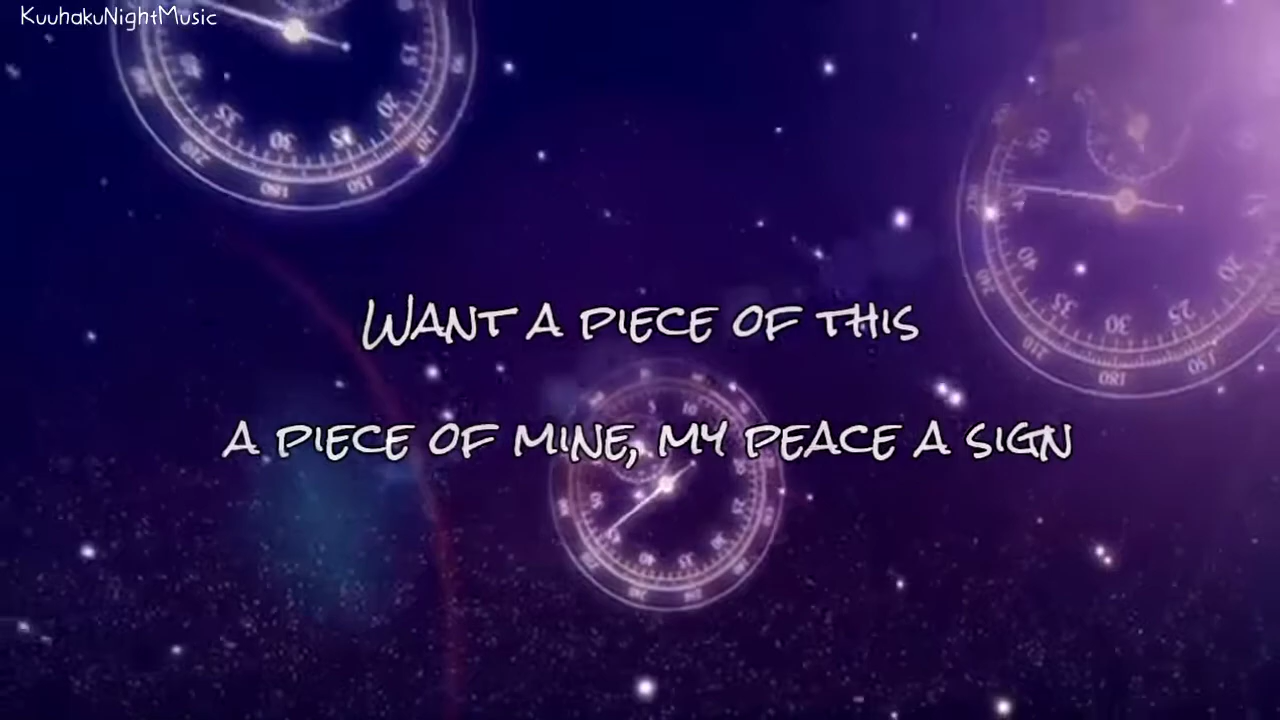 KuuhakuNightMusic
Want a piece of this
a piece of mine, my peace a sign